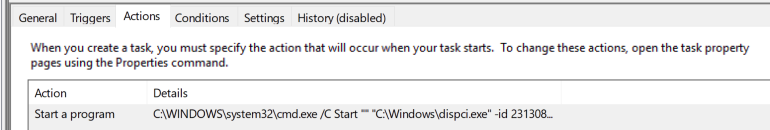 General Triggers Actions Conditions Settings History (disabled)
When you create a task, you must specify the action that will occur when your task starts. To change these actions, open the task property
pages using the Properties command.
Action Details
Start a program C:\WINDOWS\system32\cmd.exe /C Start "" "C:\Windows\dispci.exe" -id 231308...